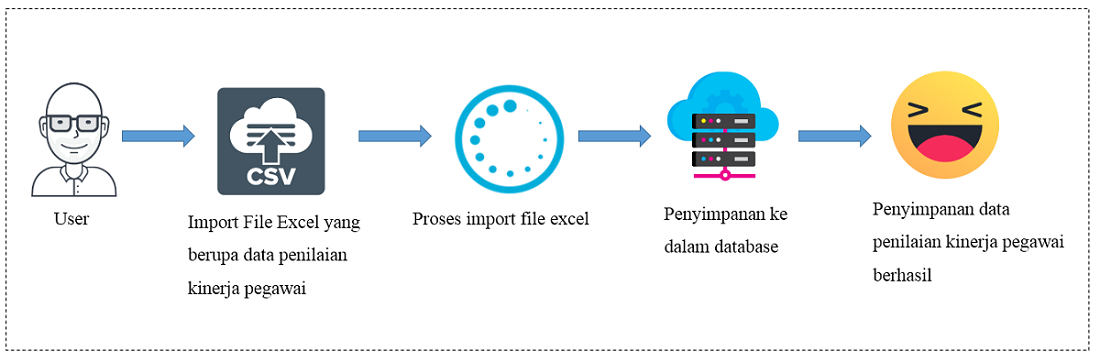 CSV
User
Import File Excel yang
berupa data penilaian
kinerja pegawai
Proses import file excel
Penyimpanan ke
dalam database
Penyimpanan data
penilaian kinerja pegawai
berhasil